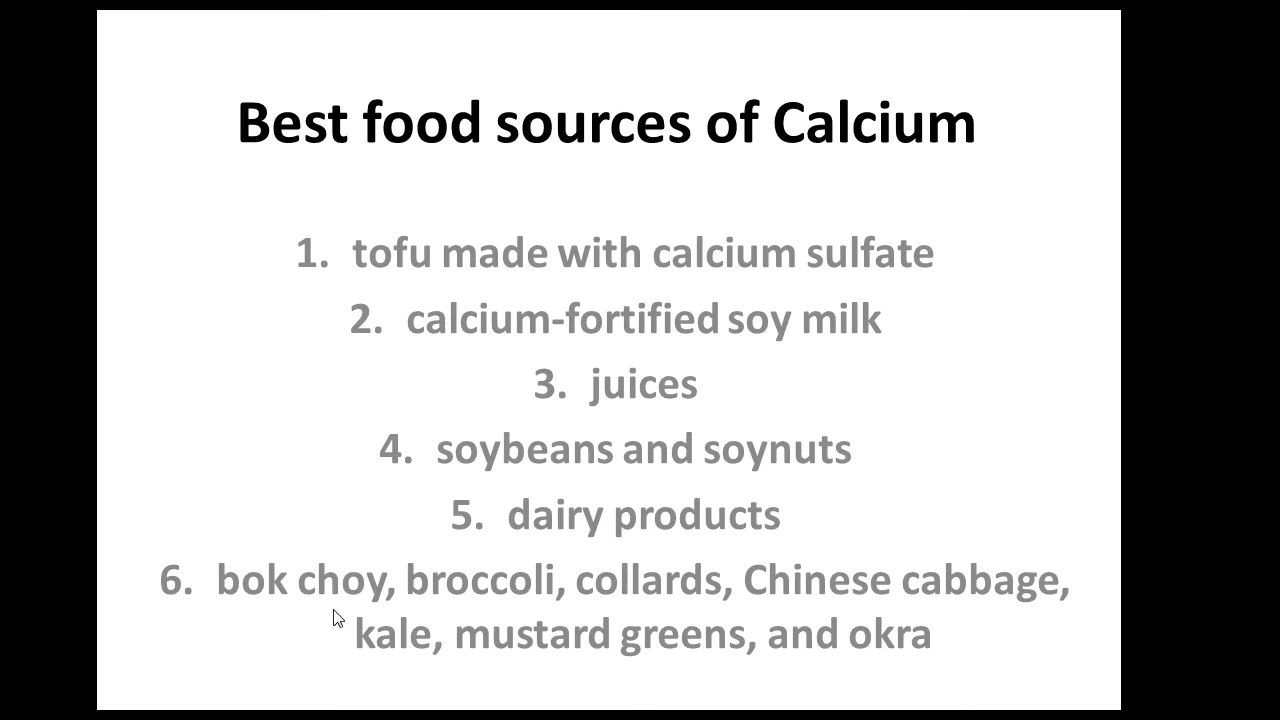 Best food sources of Calcium
1. tofu made with calcium sulfate
2. calcium-fortified soy milk
3. juices
4. soybeans and soynuts
5. dairy products
6. bok choy, broccoli, collards, Chinese cabbage,
kale, mustard greens, and okra